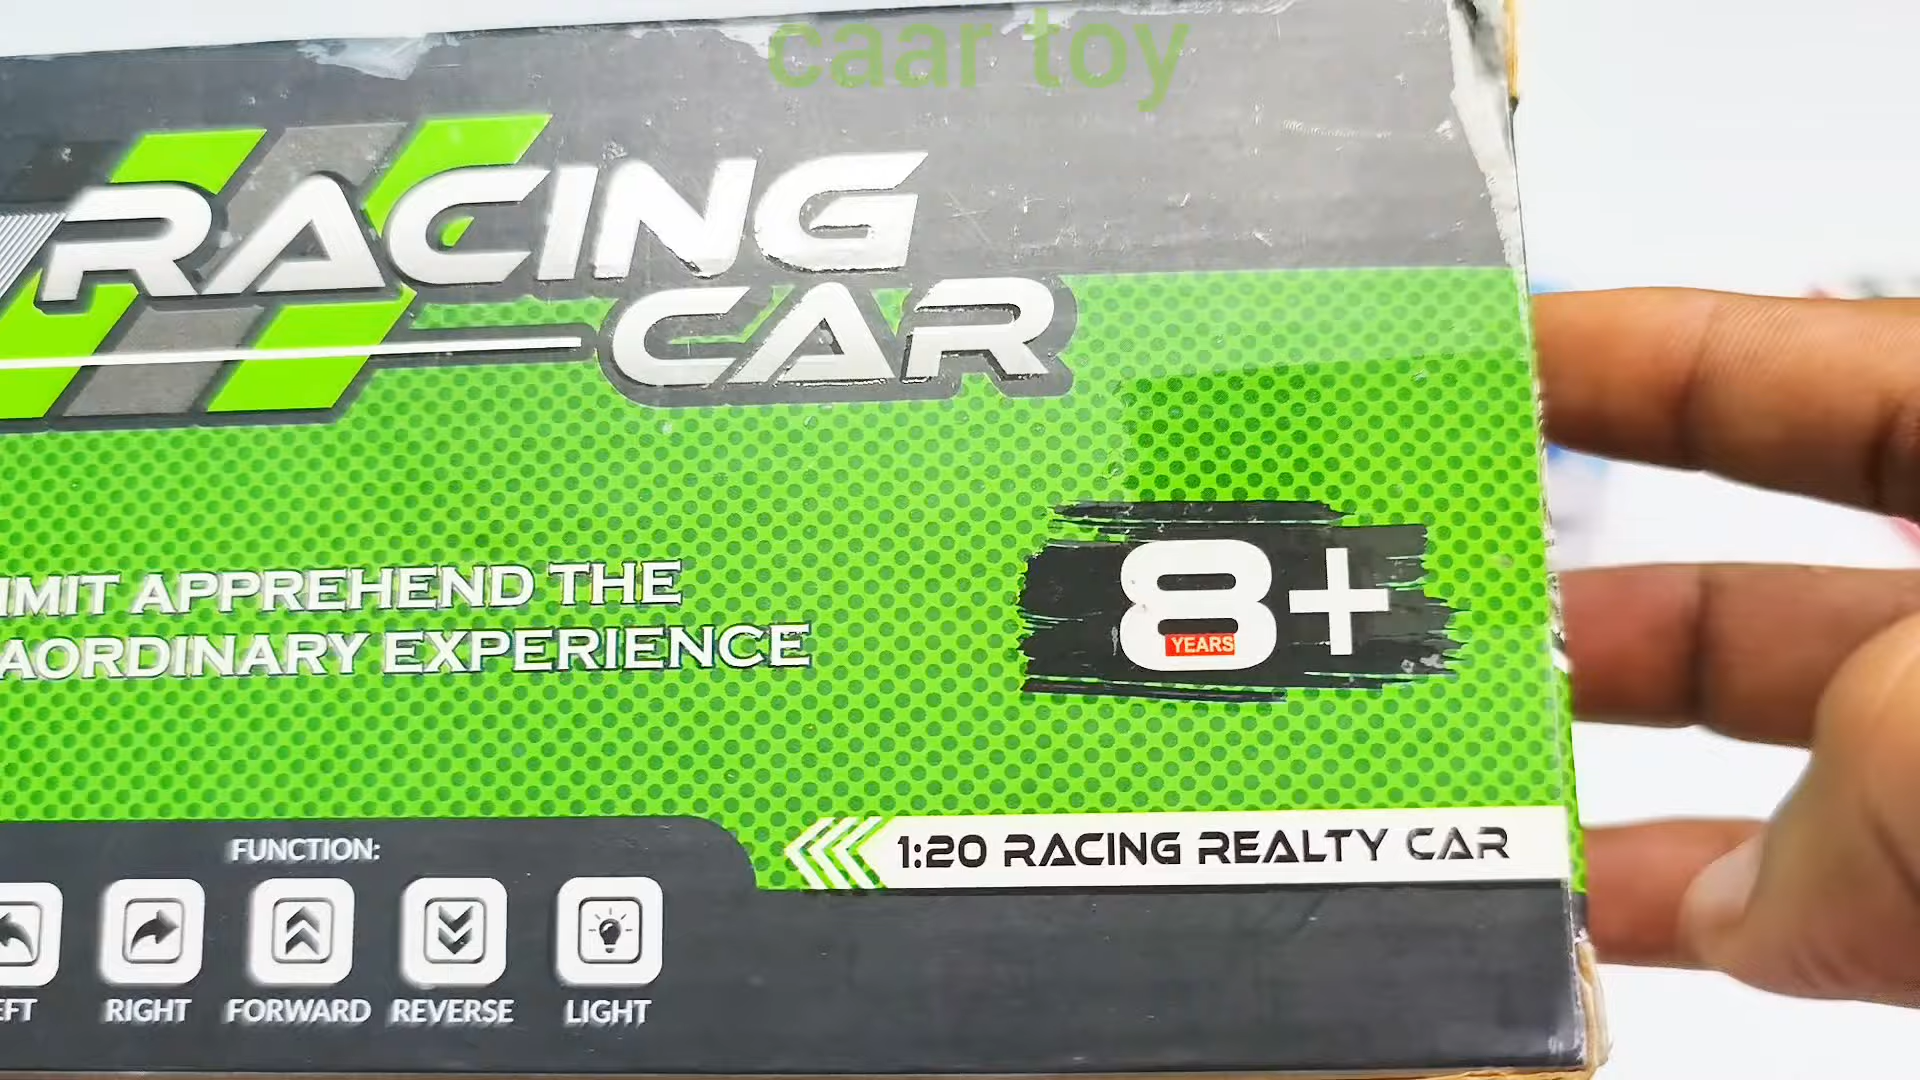 caar toy
RACING
CAR
IMIT APPREHEND THE
AORDINARY EXPERIENCE
8+
YEARS
FUNCTION:
1:20 RACING REALTY CAR
EFT
RIGHT
FORWARD
REVERSE
LIGHT